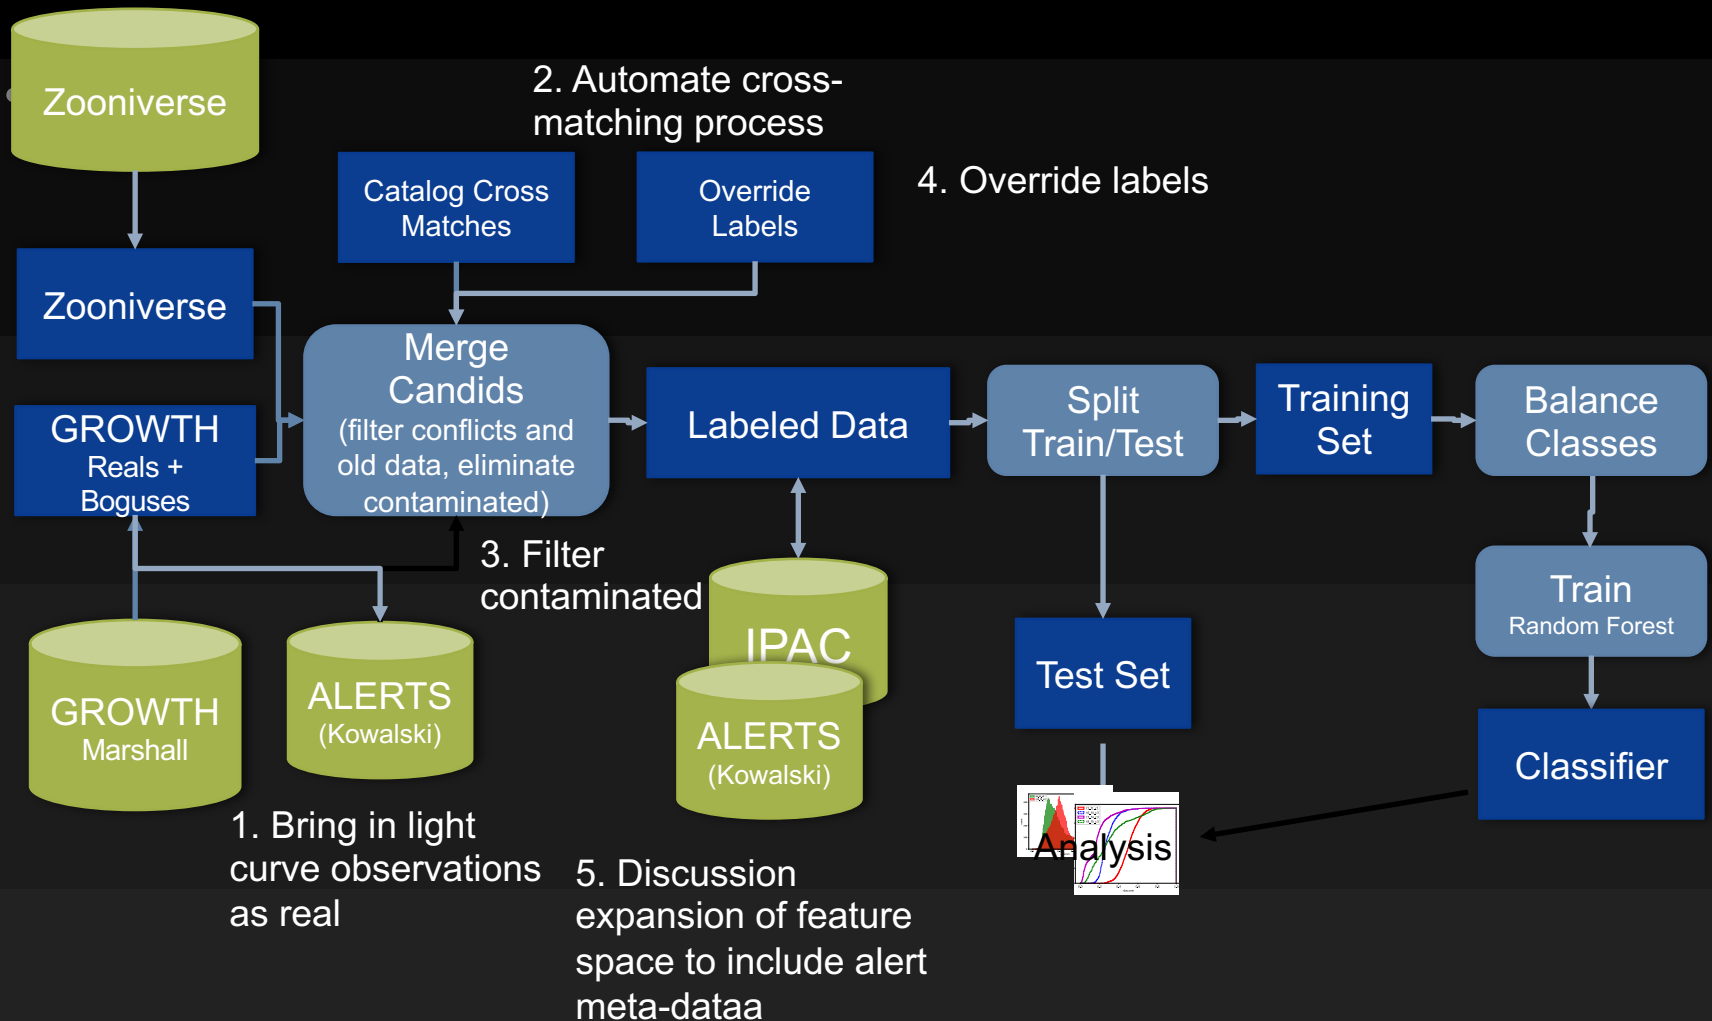 Zooniverse
2. Automate cross-
matching process
Catalog Cross
Matches
Override
Labels
4. Override labels
Zooniverse
GROWTH
Reals +
Boguses
Merge
Candids
(filter conflicts and
old data, eliminate
contaminated)
Labeled Data
Split
Train/Test
Training
Set
Balance
Classes
3. Filter
contaminated
GROWTH
Marshall
ALERTS
(Kowalski)
IPAC
ALERTS
(Kowalski)
Test Set
Train
Random Forest
Classifier
Analysis
1. Bring in light
curve observations
as real
5. Discussion
expansion of feature
space to include alert
meta-dataa